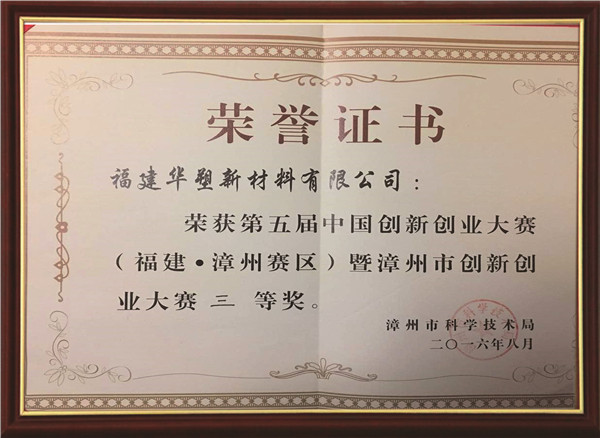 荣誉证书
福建华塑新材料有限公司：
荣获第五届中国创新创业大赛
（福建·漳州赛区）暨漳州市创新创
业大赛 三 等奖。
漳州市科学技术局
二〇一六年八月